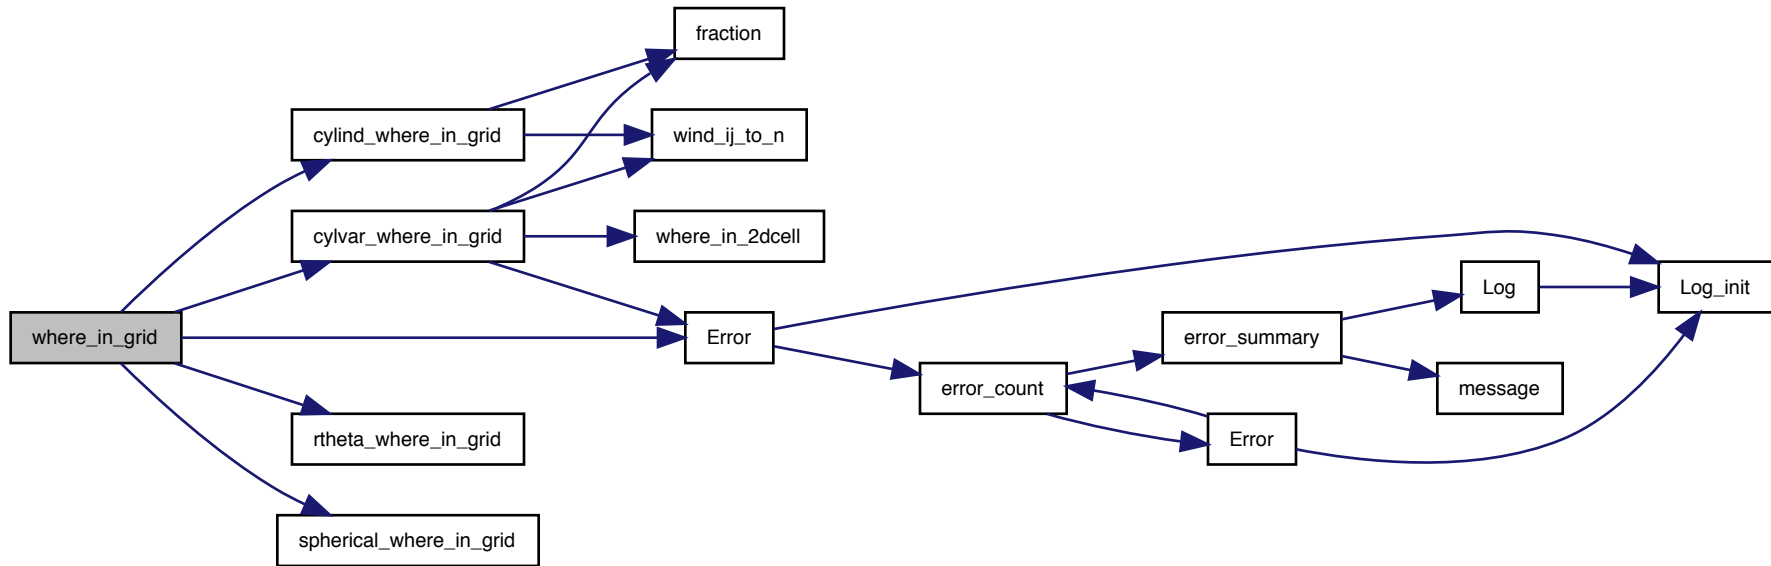 fraction
cylind_where_in_grid
wind_ij_to_n
cylvar_where_in_grid
where_in_2dcell
Log
Log_init
where_in_grid
Error
error_summary
error_count
message
rtheta_where_in_grid
Error
spherical_where_in_grid